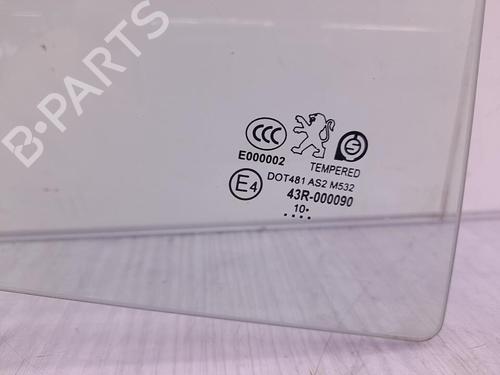 B-PARTS
CCC
E000002 TEMPERED
DOT481 AS2 M532
E4 43R-000090
10•
••••